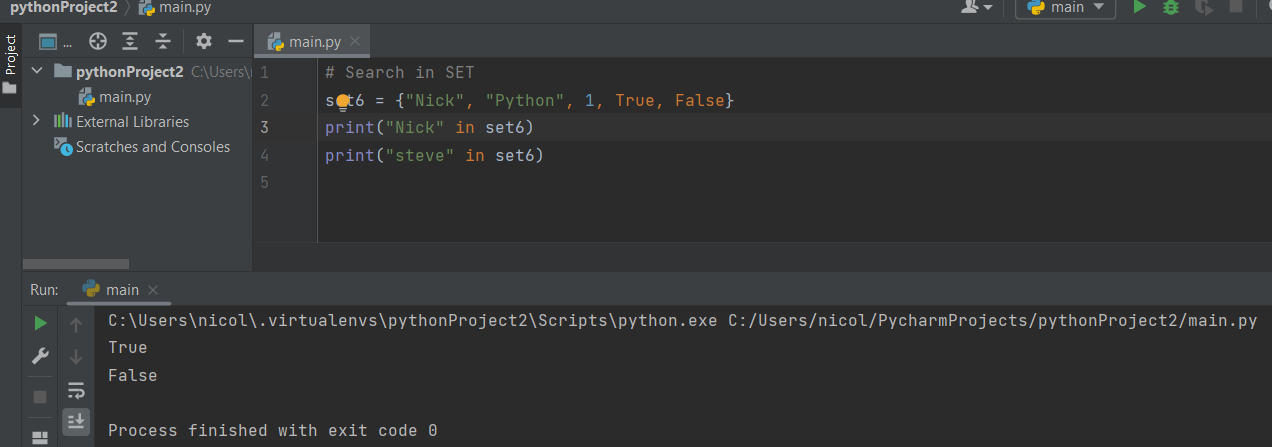 pythonProject2 main.py
main
Project
...
main.py
pythonProject2 C:\Users\
main.py
External Libraries
Scratches and Consoles
1 # Search in SET
2 set6 = {"Nick", "Python", 1, True, False}
3 print("Nick" in set6)
4 print("steve" in set6)
5
Run: main
C:\Users\nicol\.virtualenvs\pythonProject2\Scripts\python.exe C:/Users/nicol/PycharmProjects/pythonProject2/main.py
True
False
Process finished with exit code 0